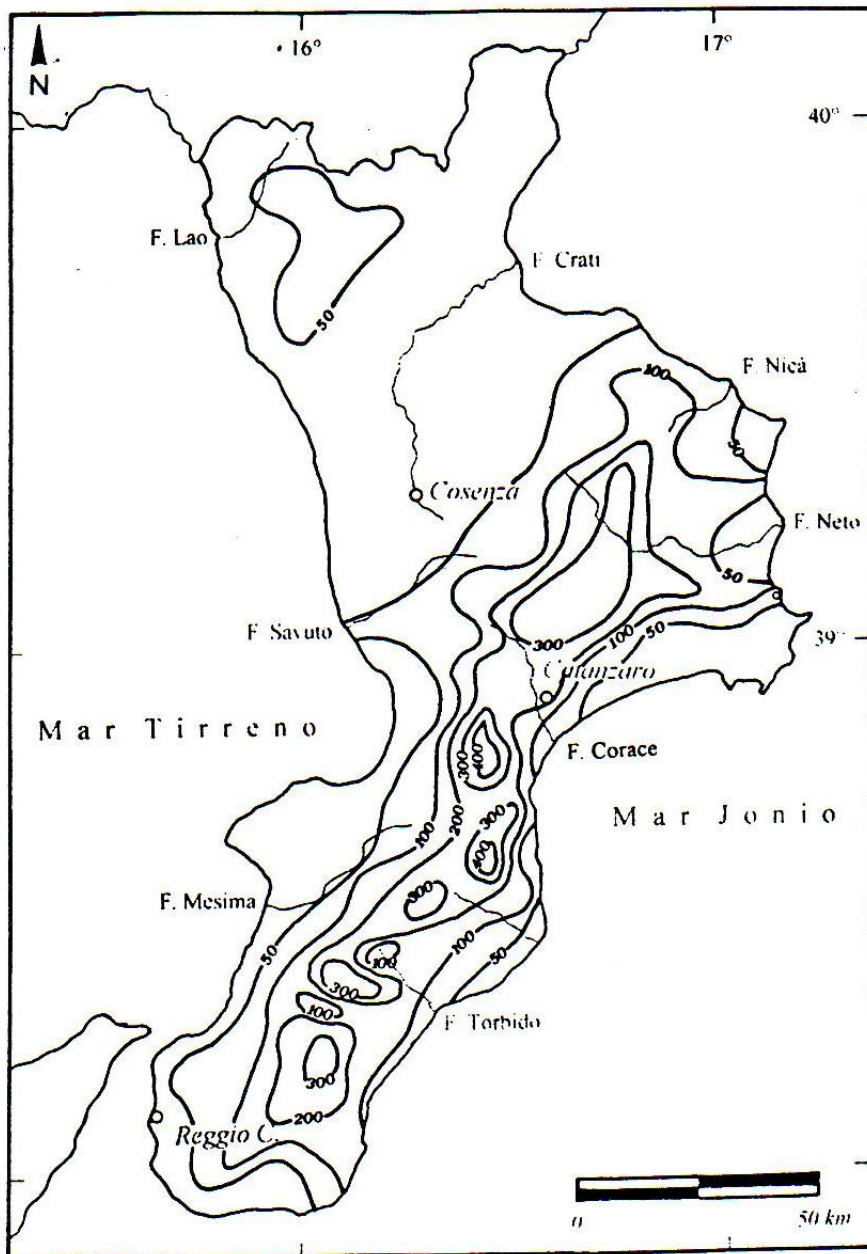 16°
17°
N
40°
F. Lao
50
F Crati
F. Nicà
100
50
Cosenza
F. Neto
50
F. Savuto
300
100
50
39°
Catanzaro
Mar Tirreno
F. Corace
300
400
Mar Jonio
100
200
300
400
F. Mesima
300
50
100
50
100
300
100
F. Torbido
300
200
Reggio C.
0
50 km